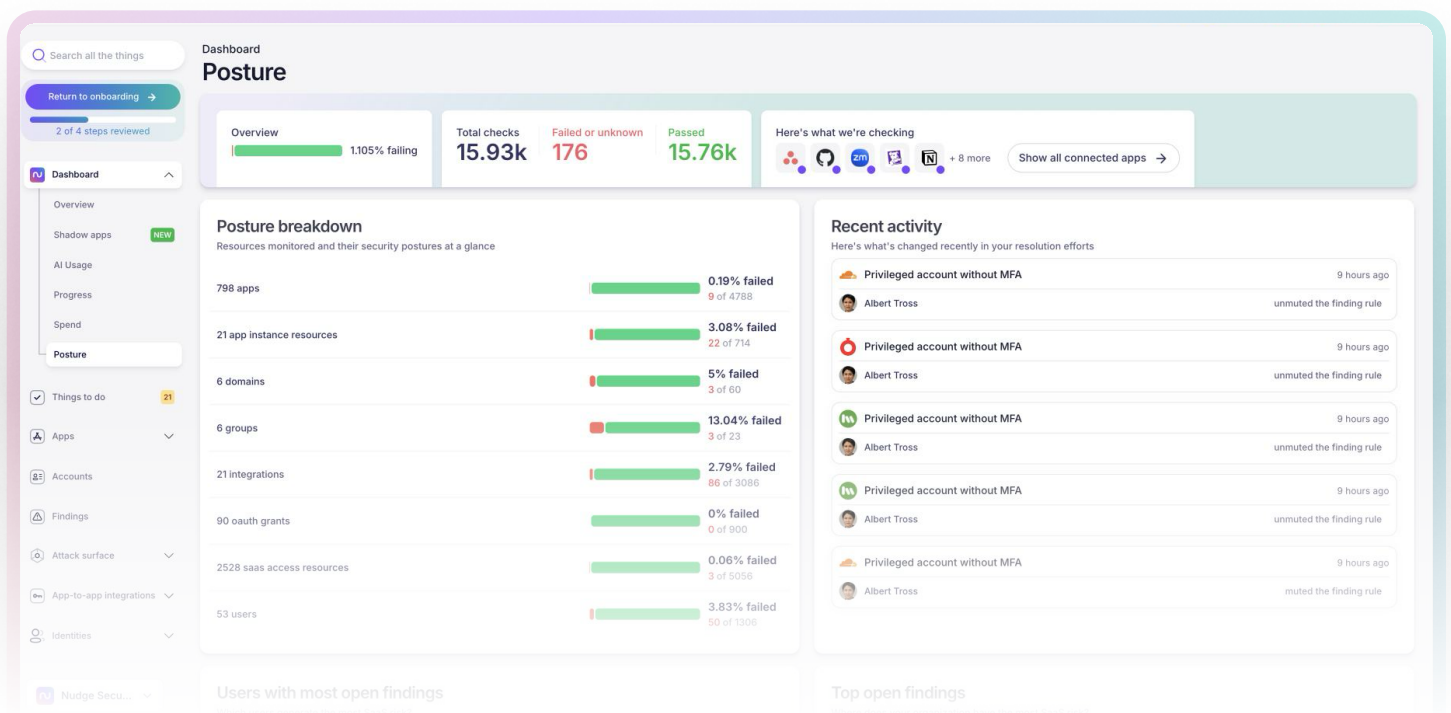 Search all the things
Return to onboarding →
2 of 4 steps reviewed
Dashboard
Overview
Shadow apps NEW
AI Usage
Progress
Spend
Posture
Things to do 21
Apps
Accounts
Findings
Attack surface
App-to-app integrations
Identities
Nudge Secu...
Dashboard
Posture
Overview
1.105% failing
Total checks
15.93k
Failed or unknown
176
Passed
15.76k
Here's what we're checking
zm
+ 8 more
Show all connected apps →
Posture breakdown
Resources monitored and their security postures at a glance
798 apps
0.19% failed
9 of 4788
21 app instance resources
3.08% failed
22 of 714
6 domains
5% failed
3 of 60
6 groups
13.04% failed
3 of 23
21 integrations
2.79% failed
86 of 3086
90 oauth grants
0% failed
0 of 900
2528 saas access resources
0.06% failed
3 of 5056
53 users
3.83% failed
50 of 1306
Recent activity
Here's what's changed recently in your resolution efforts
Privileged account without MFA 9 hours ago
Albert Tross unmuted the finding rule
Privileged account without MFA 9 hours ago
Albert Tross unmuted the finding rule
Privileged account without MFA 9 hours ago
Albert Tross unmuted the finding rule
Privileged account without MFA 9 hours ago
Albert Tross unmuted the finding rule
Privileged account without MFA 9 hours ago
Albert Tross muted the finding rule
Users with most open findings
Top open findings